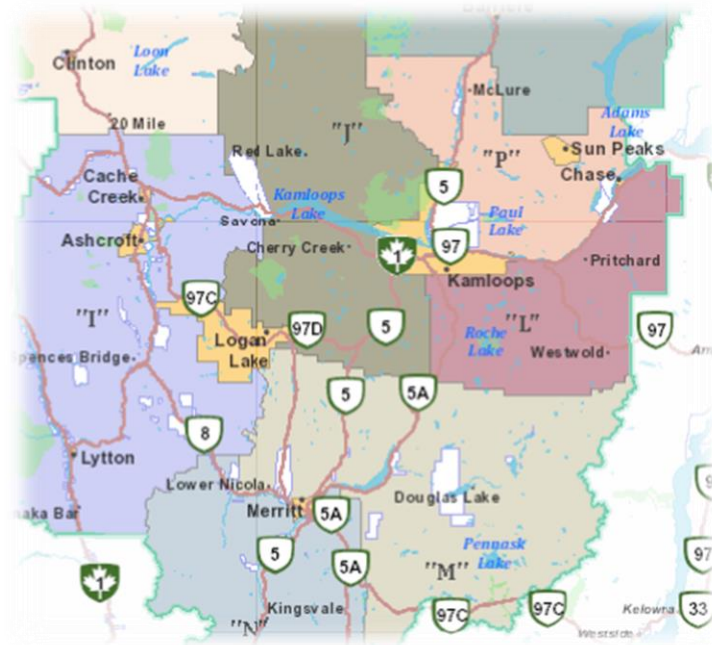 Clinton
Loon
Lake
McLure
20 Mile
"J"
Adams
Lake
Red Lake
"P"
Sun Peaks
Cache
Creek
Chase
5
Kamloops
Lake
Paul
Lake
Savona
Ashcroft
Cherry Creek
1
97
Pritchard
Kamloops
97C
"I"
97D
5
"L"
97
Logan
Lake
Roche
Lake
Westwold
Spences Bridge
5
5A
8
Lytton
Lower Nicola
Douglas Lake
Merritt
5A
Pennask
Lake
5
5A
"M"
97
1
Kingsvale
97C
97C
Kelowna
33
"N"
Westside